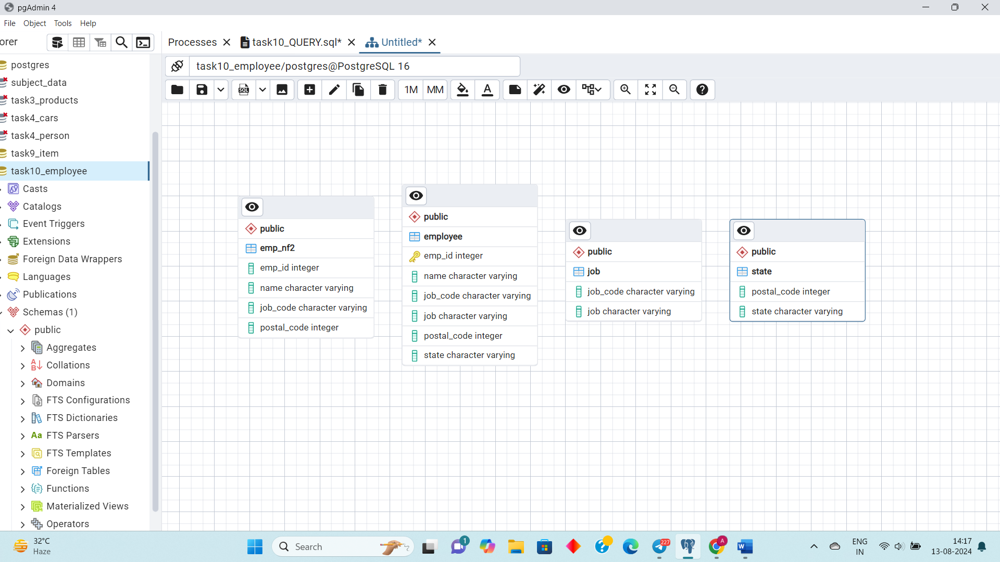 pgAdmin 4
File Object Tools Help
orer
Processes
task10_QUERY.sql*
Untitled*
task10_employee/postgres@PostgreSQL 16
SQL
1M
MM
A
postgres
subject_data
task3_products
task4_cars
task4_person
task9_item
task10_employee
Casts
Catalogs
Event Triggers
Extensions
Foreign Data Wrappers
Languages
Publications
Schemas (1)
public
Aggregates
Collations
Domains
FTS Configurations
FTS Dictionaries
Aa FTS Parsers
FTS Templates
Foreign Tables
Functions
Materialized Views
Operators
public
emp_nf2
emp_id integer
name character varying
job_code character varying
postal_code integer
public
employee
emp_id integer
name character varying
job_code character varying
job character varying
postal_code integer
state character varying
public
job
job_code character varying
job character varying
public
state
postal_code integer
state character varying
32°C
Haze
Search
1
227
A
ENG
IN
14:17
13-08-2024